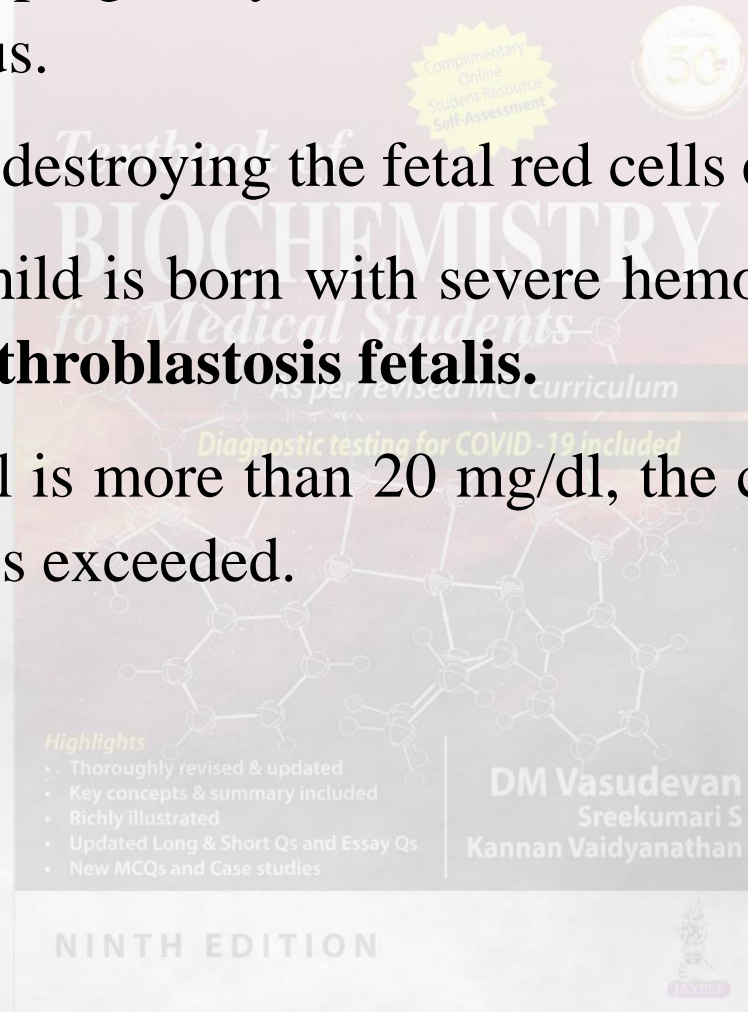 us.
destroying the fetal red cells
hild is born with severe hemo
throblastosis fetalis.
l is more than 20 mg/dl, the
s exceeded.
Complimentary
Online
Student Resource
Self-Assessment
50
Textbook of
BIOCHEMISTRY
for Medical Students
As per revised MCI curriculum
Diagnostic testing for COVID -19 included
Highlights
• Thoroughly revised & updated
• Key concepts & summary included
• Richly illustrated
• Updated Long & Short Qs and Essay Qs
• New MCQs and Case studies
DM Vasudevan
Sreekumari S
Kannan Vaidyanathan
NINTH EDITION
JAYPEE